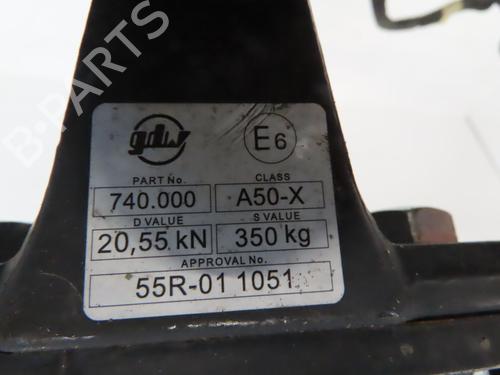 gdw
E6
PART No.
CLASS
740.000
A50-X
D VALUE
S VALUE
20,55 kN
350 kg
APPROVAL No.
55R-01 1051
B-PARTS